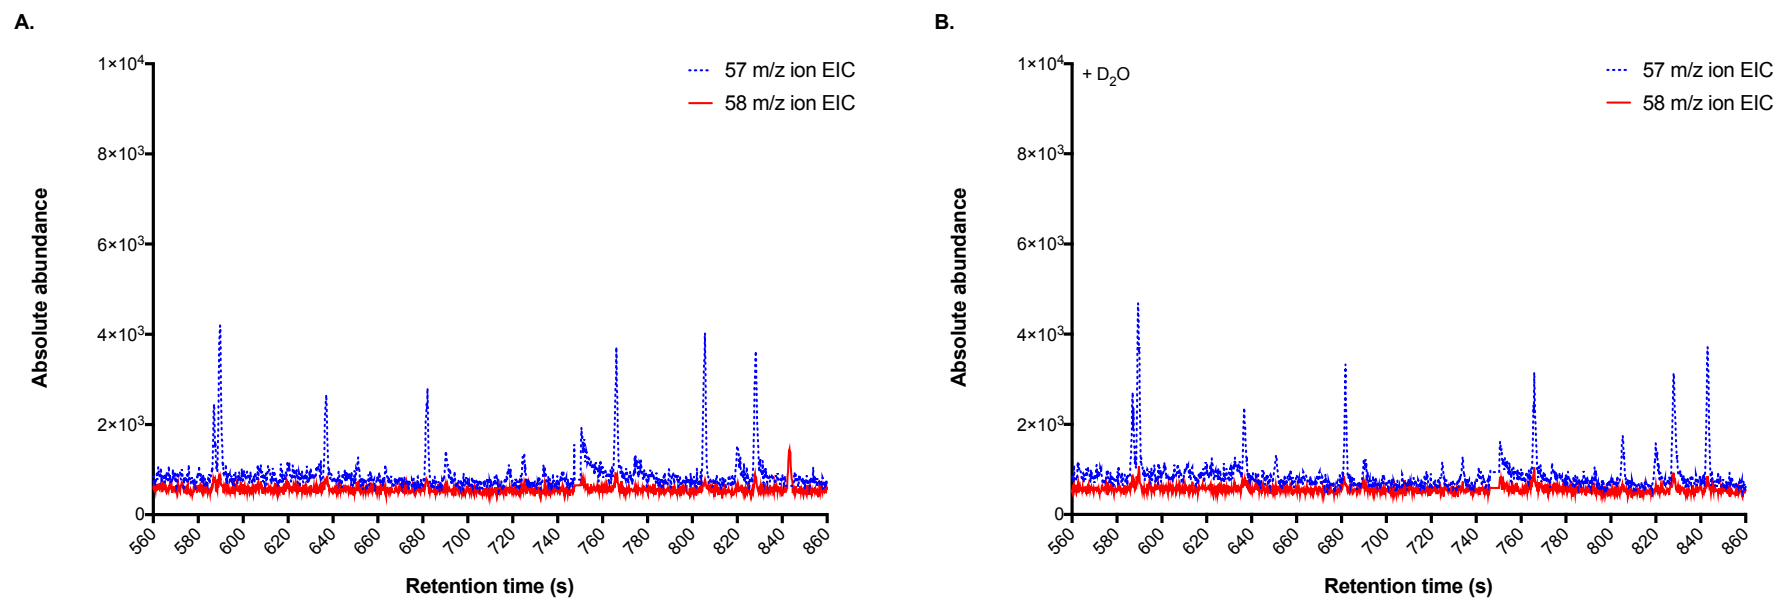 A.
1×10⁴
8×10³
6×10³
4×10³
2×10³
0
Absolute abundance
57 m/z ion EIC
58 m/z ion EIC
560 580 600 620 640 660 680 700 720 740 760 780 800 820 840 860
Retention time (s)
B.
1×10⁴
8×10³
6×10³
4×10³
2×10³
0
Absolute abundance
+ D₂O
57 m/z ion EIC
58 m/z ion EIC
560 580 600 620 640 660 680 700 720 740 760 780 800 820 840 860
Retention time (s)